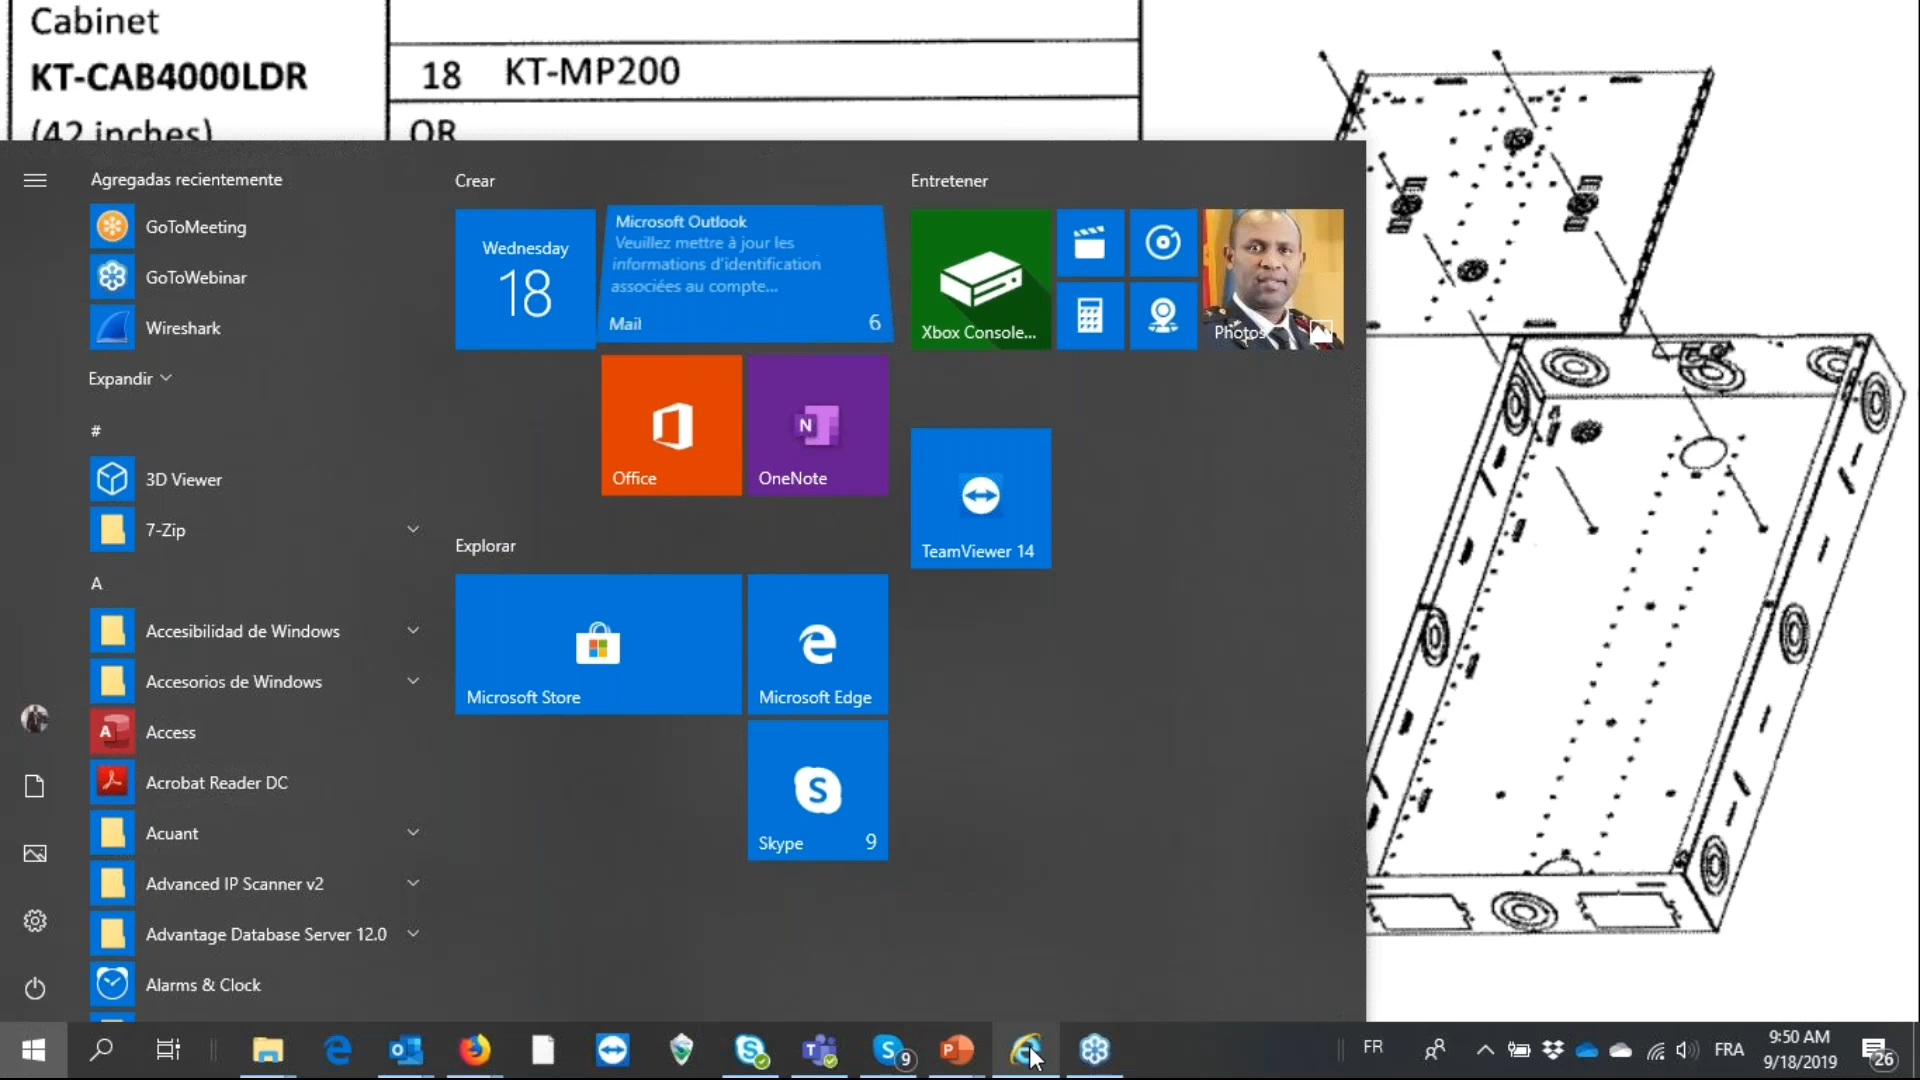 Cabinet
KT-CAB4000LDR
(42 inches)
18 KT-MP200
OR
Agregadas recientemente
GoToMeeting
GoToWebinar
Wireshark
Expandir
#
3D Viewer
7-Zip
A
Accesibilidad de Windows
Accesorios de Windows
Access
Acrobat Reader DC
Acuant
Advanced IP Scanner v2
Advantage Database Server 12.0
Alarms & Clock
Crear
Wednesday
18
Microsoft Outlook
Veuillez mettre à jour les
informations d'identification
associées au compte...
Mail 6
Office
OneNote
Explorar
Microsoft Store
Microsoft Edge
Skype 9
Entretener
Xbox Console...
Photos
TeamViewer 14
9
FR
FRA
9:50 AM
9/18/2019
26